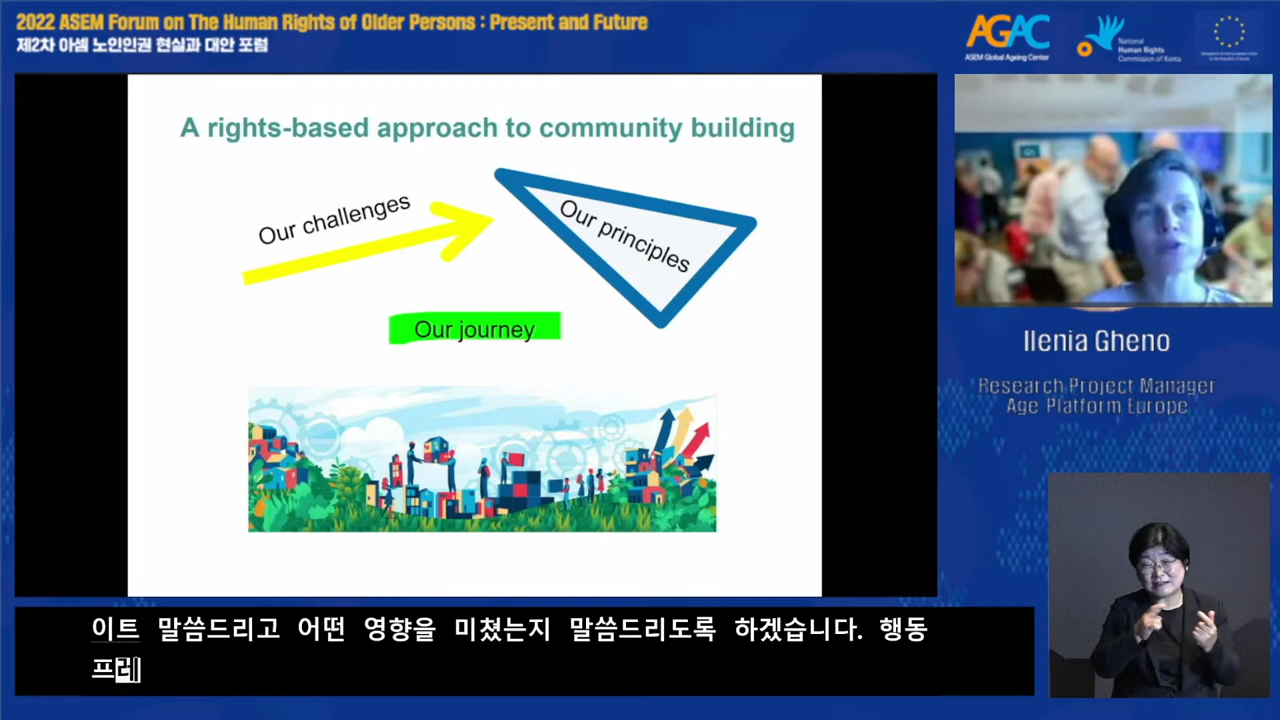 2022 ASEM Forum on The Human Rights of Older Persons : Present and Future
제2차 아셈 노인인권 현실과 대안 포럼
AGAC
ASEM Global Ageing Center
National
Human Rights
Commission of Korea
A rights-based approach to community building
Our challenges
Our principles
Our journey
Ilenia Gheno
Research Project Manager
Age Platform Europe
이트 말씀드리고 어떤 영향을 미쳤는지 말씀드리도록 하겠습니다. 행동
프레